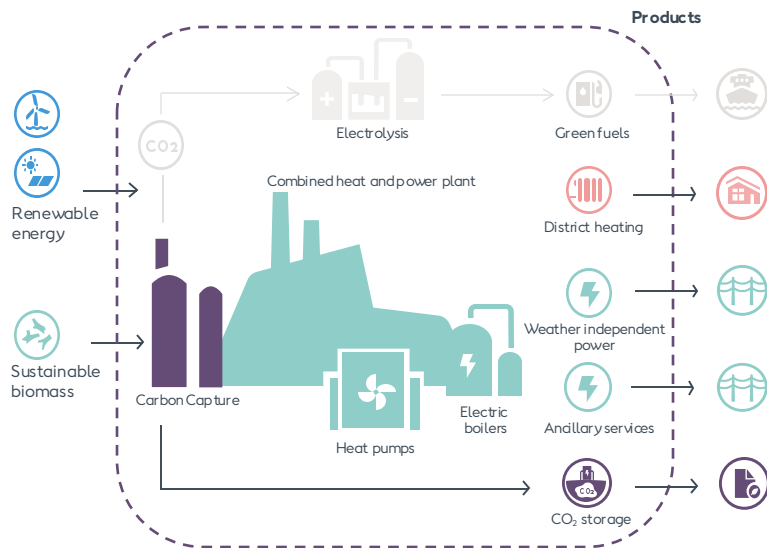 Products
Electrolysis
Green fuels
CO2
Combined heat and power plant
Renewable
energy
District heating
Weather independent
power
Sustainable
biomass
Carbon Capture
Electric
boilers
Ancillary services
Heat pumps
CO2
CO₂ storage